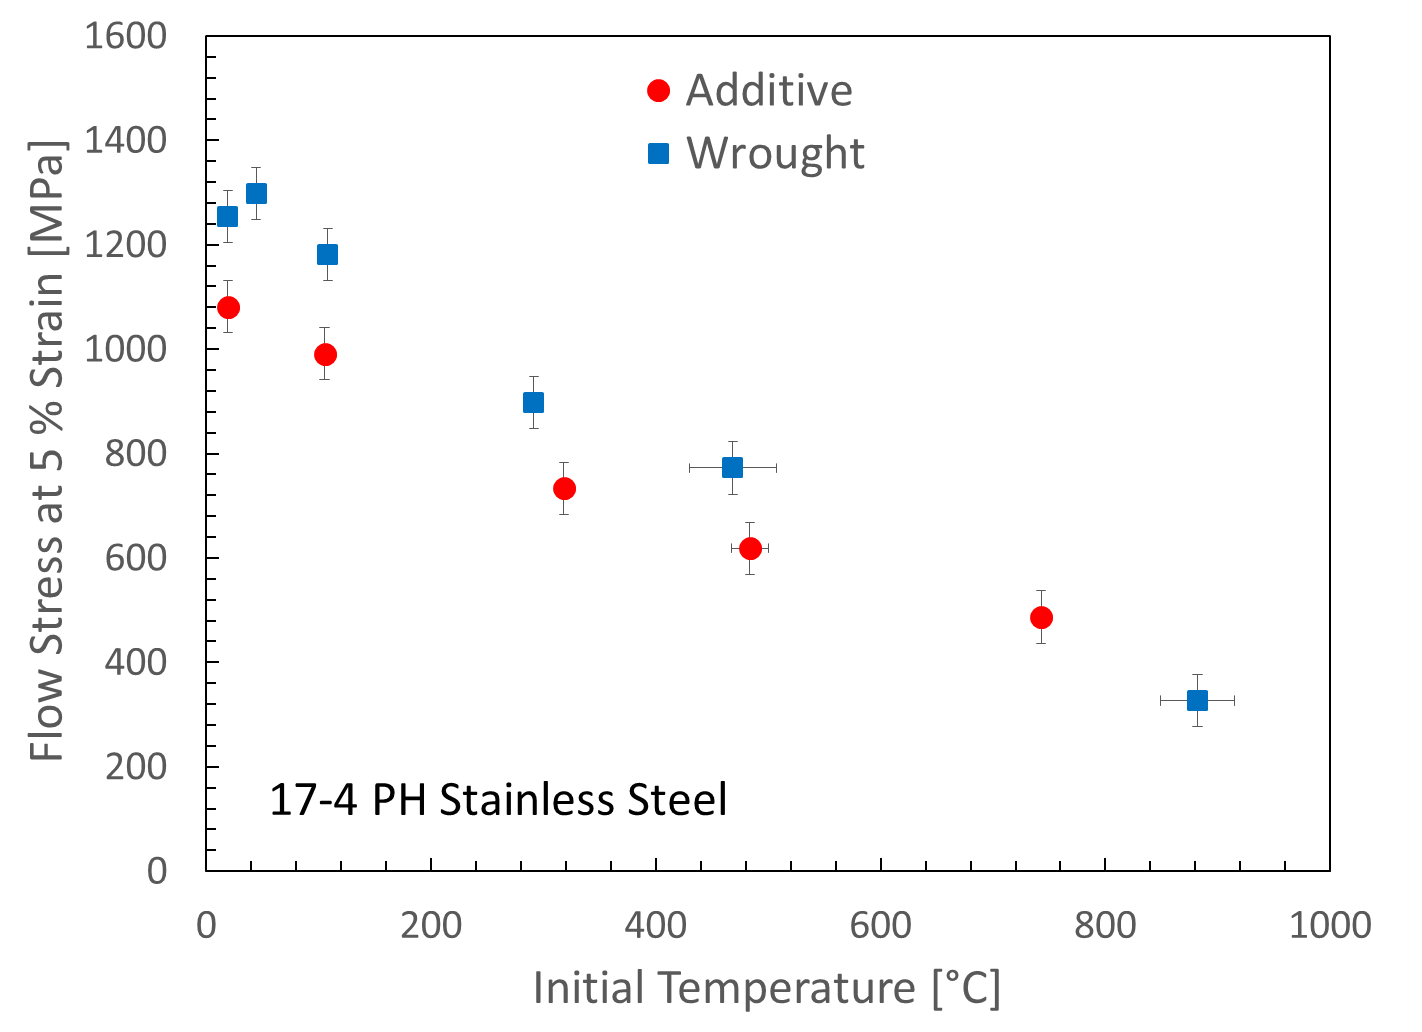 1600
1400
1200
1000
800
600
400
200
0
Flow Stress at 5 % Strain [MPa]
Additive
Wrought
17-4 PH Stainless Steel
0 200 400 600 800 1000
Initial Temperature [°C]